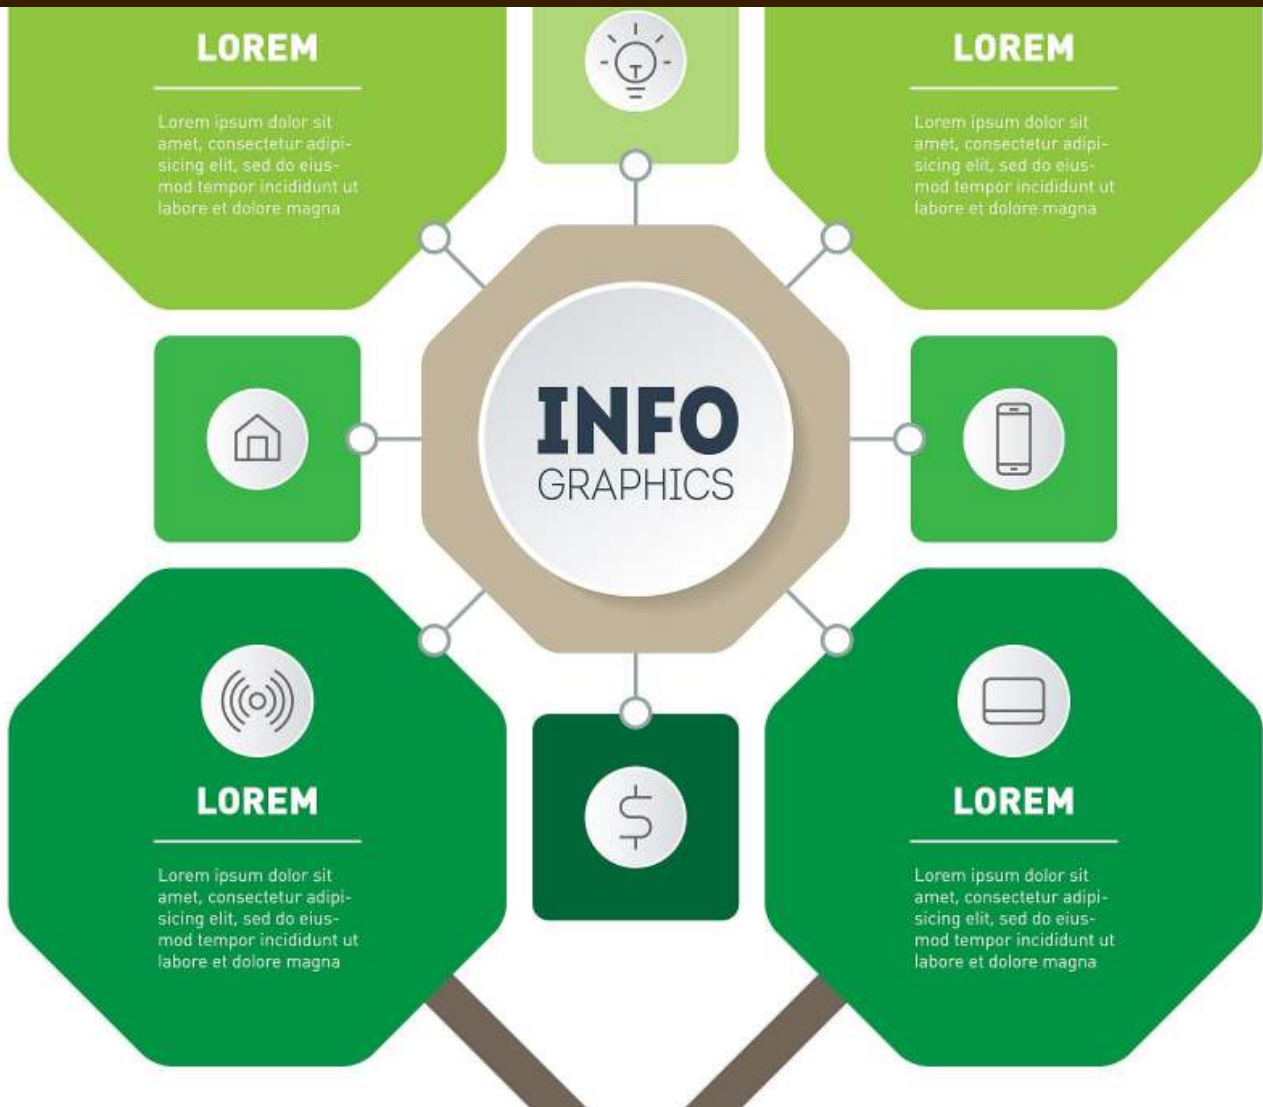 LOREM
Lorem ipsum dolor sit
amet, consectetur adipi-
sicing elit, sed do eius-
mod tempor incididunt ut
labore et dolore magna
LOREM
Lorem ipsum dolor sit
amet, consectetur adipi-
sicing elit, sed do eius-
mod tempor incididunt ut
labore et dolore magna
INFO
GRAPHICS
LOREM
Lorem ipsum dolor sit
amet, consectetur adipi-
sicing elit, sed do eius-
mod tempor incididunt ut
labore et dolore magna
$
LOREM
Lorem ipsum dolor sit
amet, consectetur adipi-
sicing elit, sed do eius-
mod tempor incididunt ut
labore et dolore magna